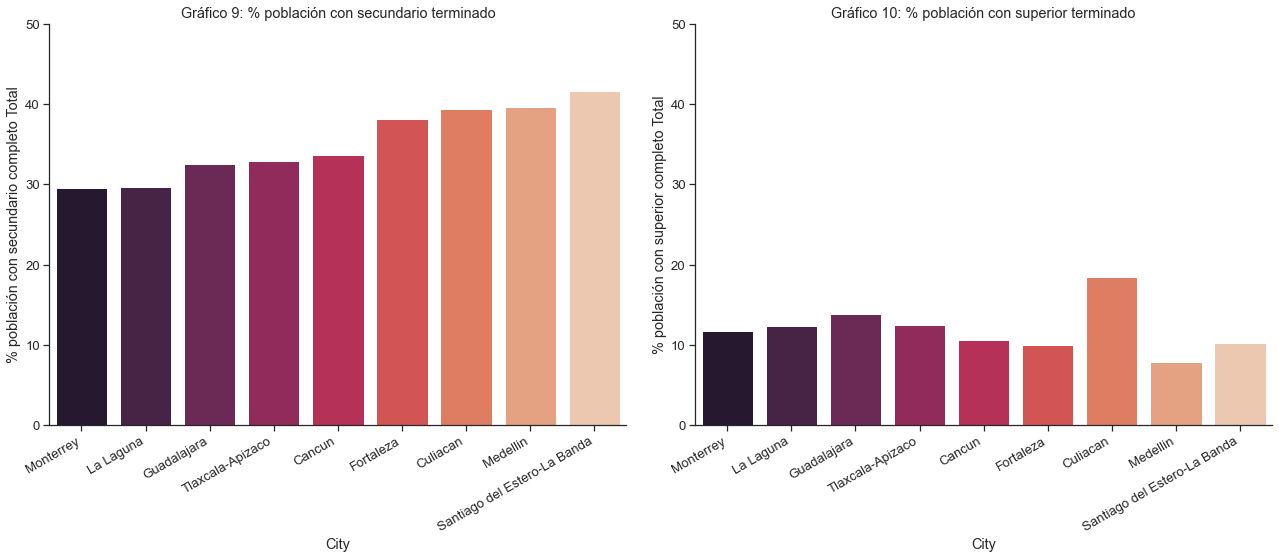 Gráfico 9: % población con secundario terminado
% población con secundario completo Total
50
40
30
20
10
0
Monterrey
La Laguna
Guadalajara
Tlaxcala-Apizaco
Cancun
Fortaleza
Culiacan
Medellin
Santiago del Estero-La Banda
City
Gráfico 10: % población con superior terminado
% población con superior completo Total
50
40
30
20
10
0
Monterrey
La Laguna
Guadalajara
Tlaxcala-Apizaco
Cancun
Fortaleza
Culiacan
Medellin
Santiago del Estero-La Banda
City